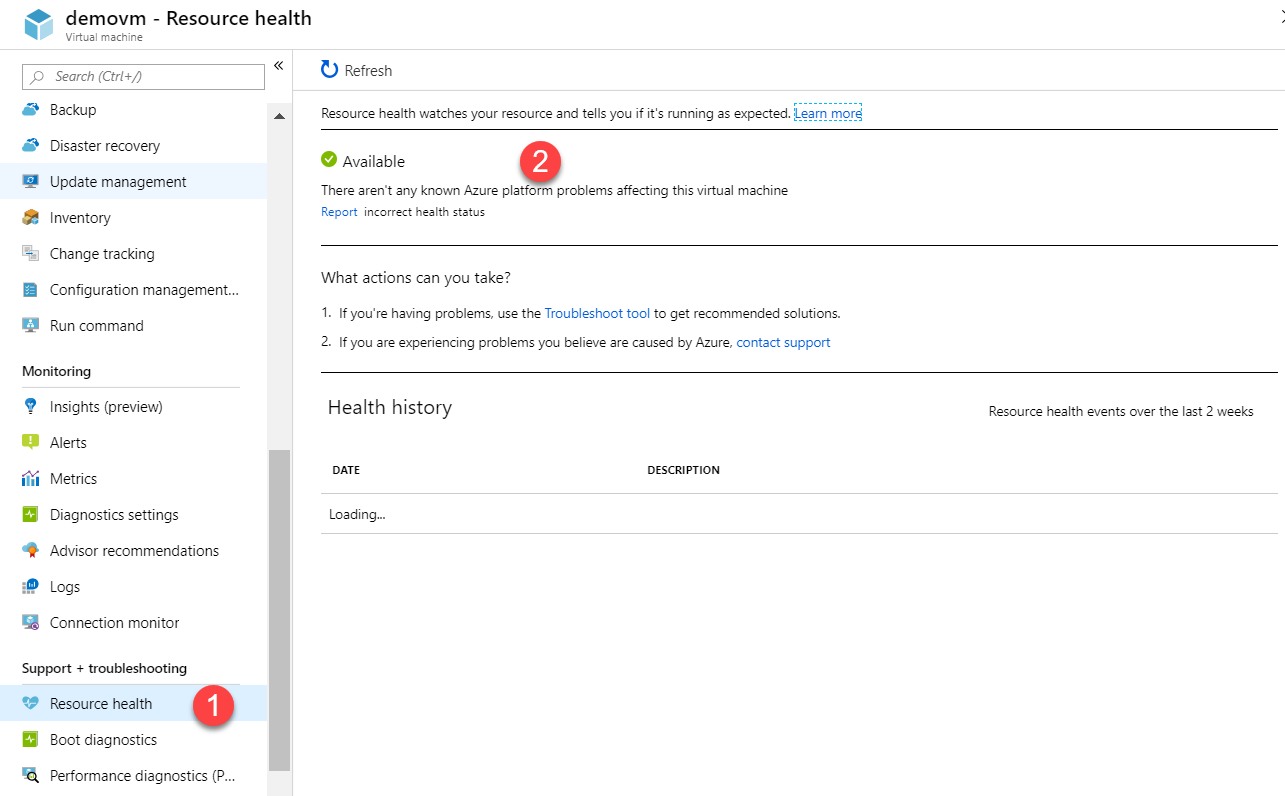 demovm - Resource health
Virtual machine
Search (Ctrl+/)
«
Backup
Disaster recovery
Update management
Inventory
Change tracking
Configuration management...
Run command
Monitoring
Insights (preview)
Alerts
Metrics
Diagnostics settings
Advisor recommendations
Logs
Connection monitor
Support + troubleshooting
Resource health
1
Boot diagnostics
Performance diagnostics (P...
Refresh
Resource health watches your resource and tells you if it's running as expected. Learn more
Available
2
There aren't any known Azure platform problems affecting this virtual machine
Report incorrect health status
What actions can you take?
1. If you're having problems, use the Troubleshoot tool to get recommended solutions.
2. If you are experiencing problems you believe are caused by Azure, contact support
Health history
Resource health events over the last 2 weeks
DATE DESCRIPTION
Loading...